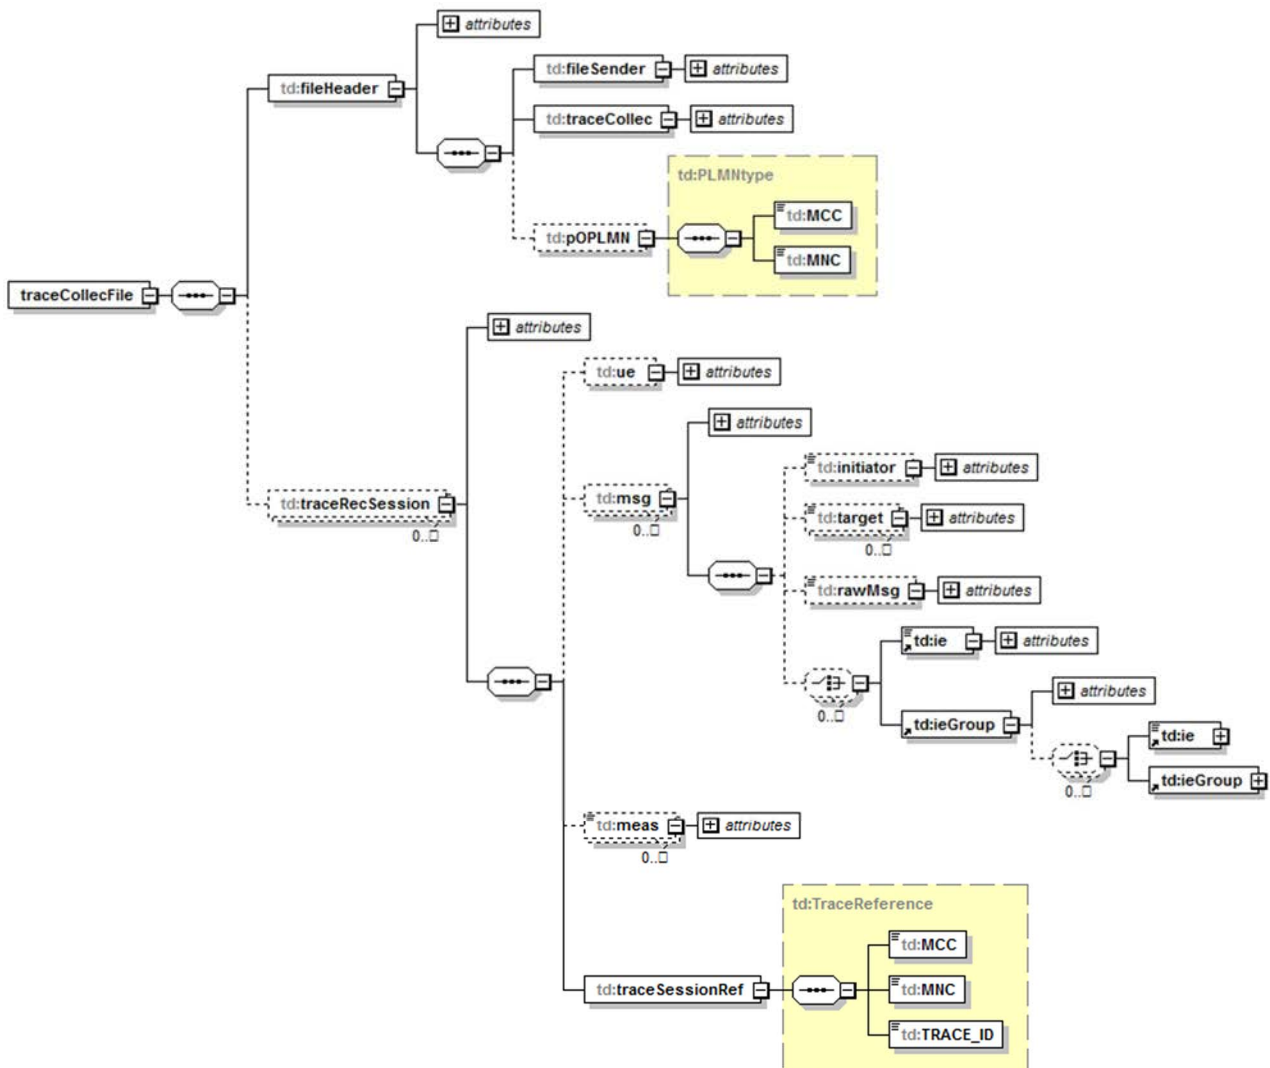 attributes
td:fileSender
attributes
td:fileHeader
td:traceCollec
attributes
td:PLMNtype
td:MCC
td:pOPLMN
td:MNC
traceCollecFile
attributes
td:ue
attributes
attributes
td:initiator
attributes
td:msg
0..□
td:traceRecSession
0..□
td:target
attributes
0..□
td:rawMsg
attributes
td:ie
attributes
0..□
attributes
td:ieGroup
td:ie
0..□
td:ieGroup
td:meas
attributes
0..□
td:TraceReference
td:MCC
td:traceSessionRef
td:MNC
td:TRACE_ID